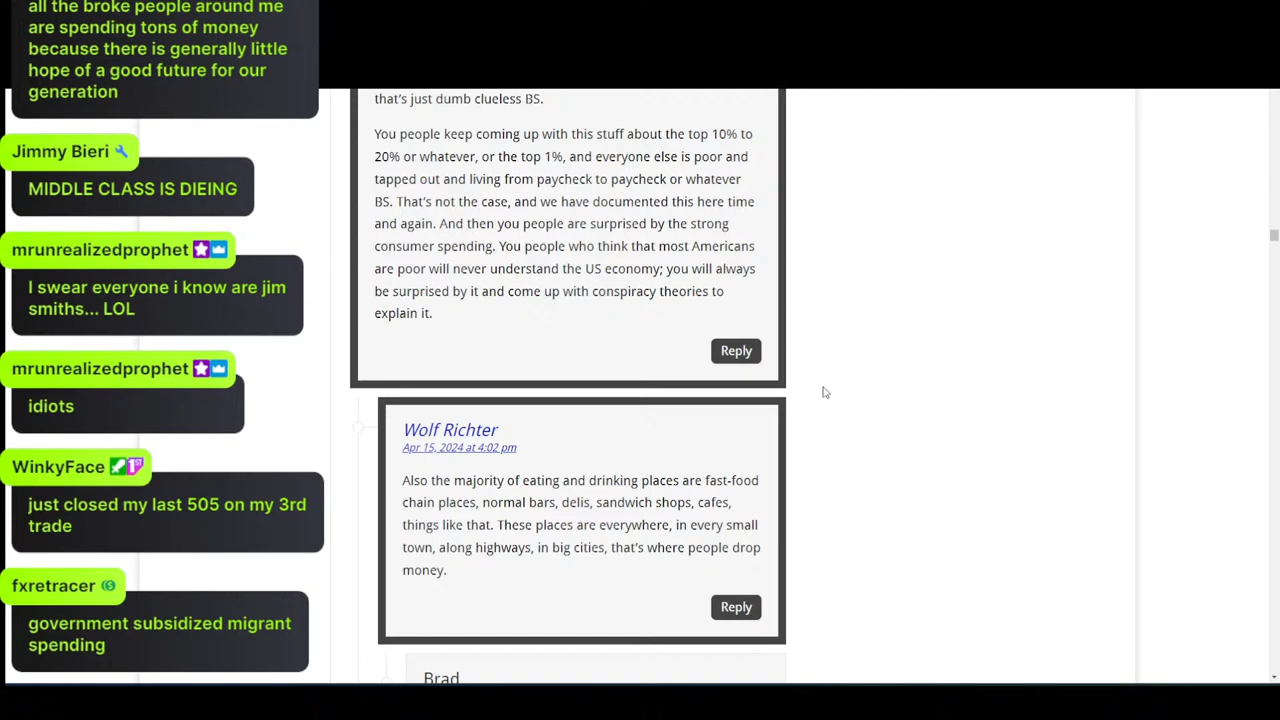 all the broke people around me
are spending tons of money
because there is generally little
hope of a good future for our
generation
Jimmy Bieri
MIDDLE CLASS IS DIEING
mrunrealizedprophet
I swear everyone i know are jim
smiths... LOL
mrunrealizedprophet
idiots
WinkyFace
just closed my last 505 on my 3rd
trade
fxretracer
government subsidized migrant
spending
that's just dumb clueless BS.
You people keep coming up with this stuff about the top 10% to
20% or whatever, or the top 1%, and everyone else is poor and
tapped out and living from paycheck to paycheck or whatever
BS. That's not the case, and we have documented this here time
and again. And then you people are surprised by the strong
consumer spending. You people who think that most Americans
are poor will never understand the US economy; you will always
be surprised by it and come up with conspiracy theories to
explain it.
Reply
Wolf Richter
Apr 15, 2024 at 4:02 pm
Also the majority of eating and drinking places are fast-food
chain places, normal bars, delis, sandwich shops, cafes,
things like that. These places are everywhere, in every small
town, along highways, in big cities, that's where people drop
money.
Reply
Brad